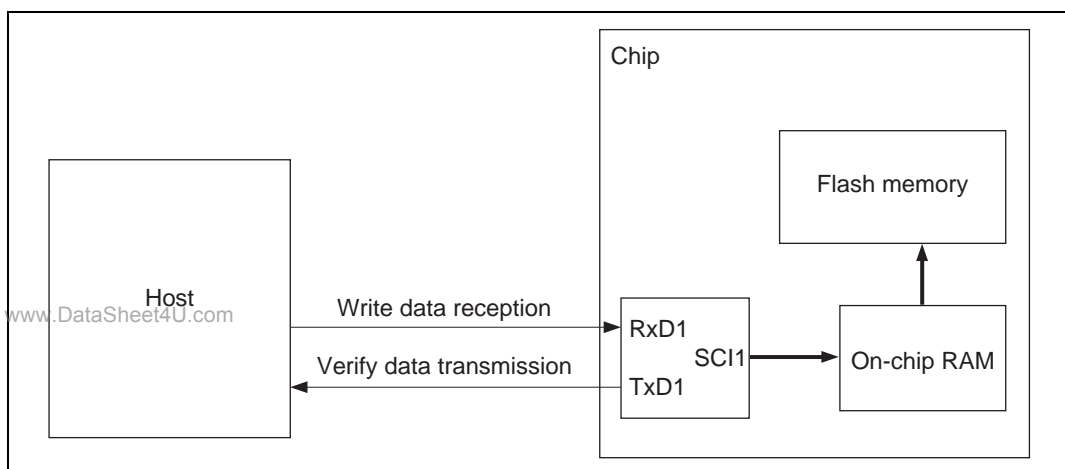 Chip
Flash memory
Host
www.DataSheet4U.com
Write data reception
RxD1
SCI1
On-chip RAM
Verify data transmission
TxD1